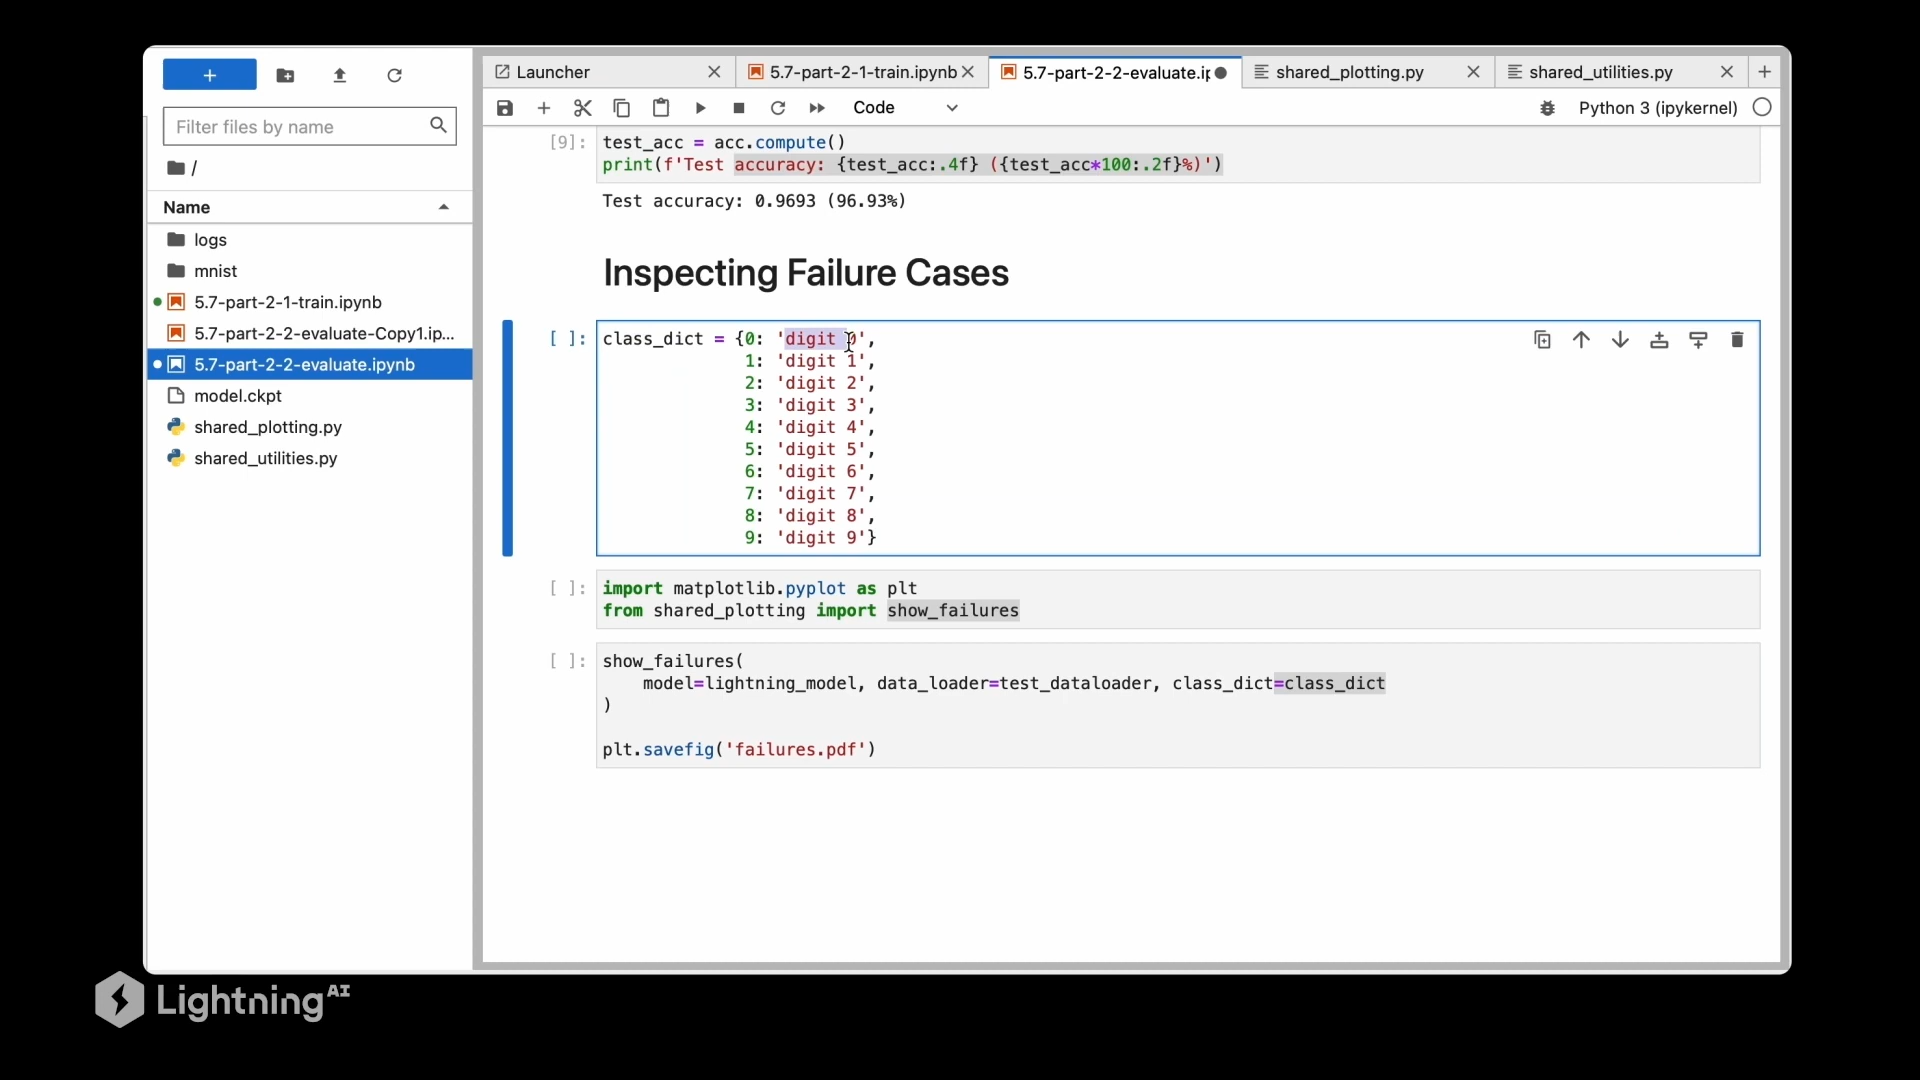 +
Filter files by name
/
Name
logs
mnist
5.7-part-2-1-train.ipynb
5.7-part-2-2-evaluate-Copy1.ip...
5.7-part-2-2-evaluate.ipynb
model.ckpt
shared_plotting.py
shared_utilities.py
Launcher
5.7-part-2-1-train.ipynb
5.7-part-2-2-evaluate.ip
shared_plotting.py
shared_utilities.py
Code
Python 3 (ipykernel)
[9]: test_acc = acc.compute()
print(f'Test accuracy: {test_acc:.4f} ({test_acc*100:.2f}%)')
Test accuracy: 0.9693 (96.93%)
Inspecting Failure Cases
[ ]: class_dict = {0: 'digit 0',
1: 'digit 1',
2: 'digit 2',
3: 'digit 3',
4: 'digit 4',
5: 'digit 5',
6: 'digit 6',
7: 'digit 7',
8: 'digit 8',
9: 'digit 9'}
[ ]: import matplotlib.pyplot as plt
from shared_plotting import show_failures
[ ]: show_failures(
model=lightning_model, data_loader=test_dataloader, class_dict=class_dict
)
plt.savefig('failures.pdf')
Lightning AI